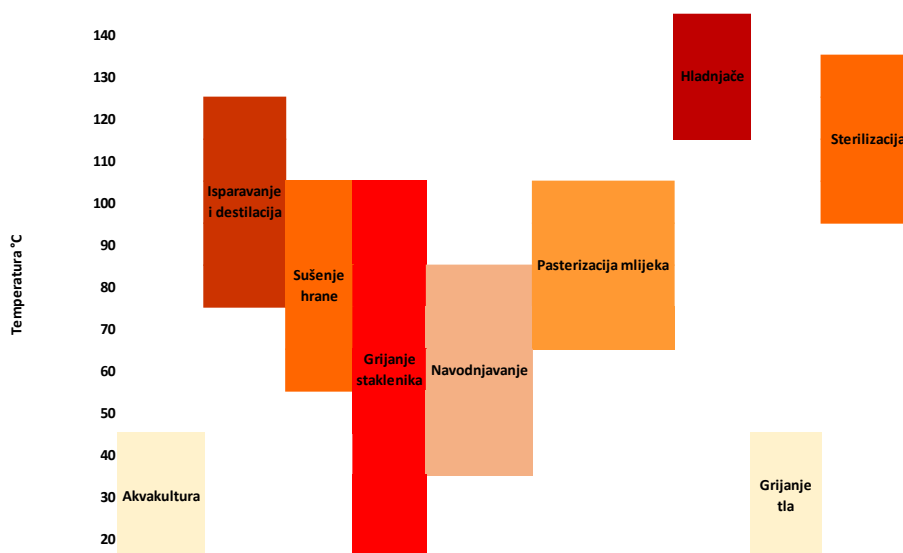 Temperatura °C
140
130
120
110
100
90
80
70
60
50
40
30
20
Akvakultura
Isparavanje
i destilacija
Sušenje
hrane
Grijanje
staklenika
Navodnjavanje
Pasterizacija mlijeka
Hladnjače
Grijanje
tla
Sterilizacija